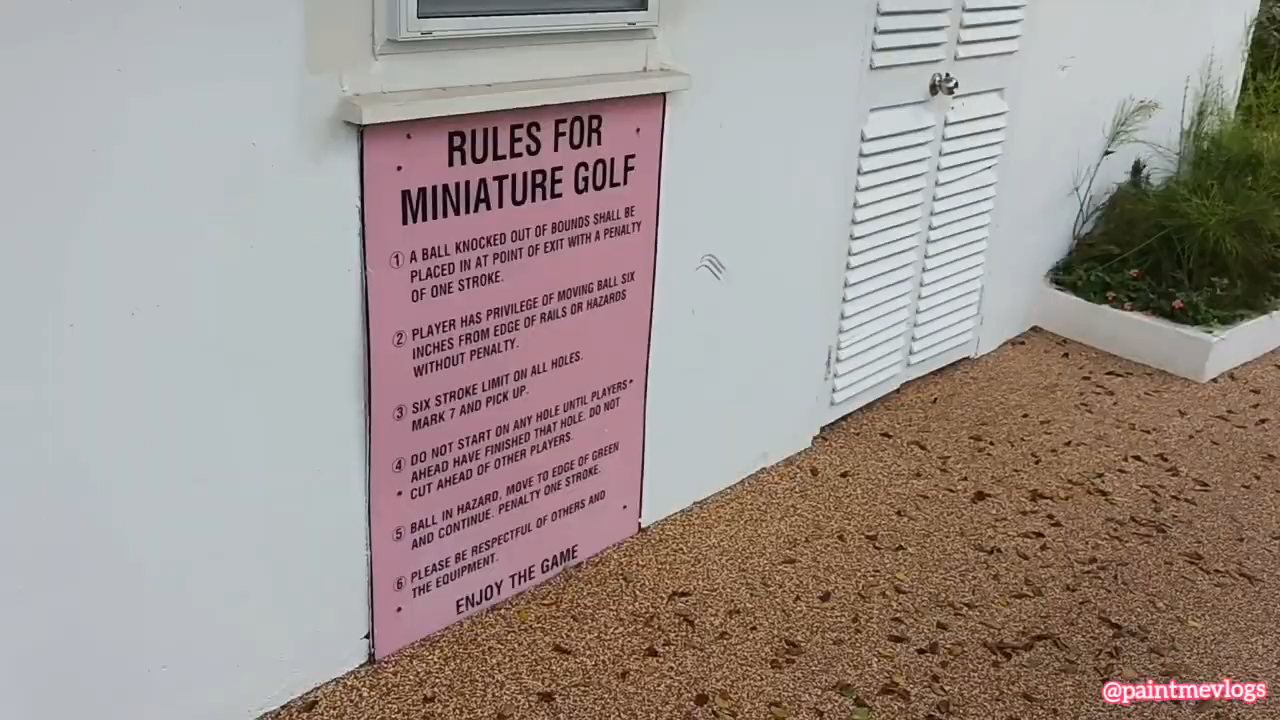 RULES FOR
MINIATURE GOLF
1 A BALL KNOCKED OUT OF BOUNDS SHALL BE
PLACED IN AT POINT OF EXIT WITH A PENALTY
OF ONE STROKE.
2 PLAYER HAS PRIVILEGE OF MOVING BALL SIX
INCHES FROM EDGE OF RAILS OR HAZARDS
WITHOUT PENALTY.
3 SIX STROKE LIMIT ON ALL HOLES.
MARK 7 AND PICK UP.
4 DO NOT START ON ANY HOLE UNTIL PLAYERS
AHEAD HAVE FINISHED THAT HOLE. DO NOT
CUT AHEAD OF OTHER PLAYERS.
5 BALL IN HAZARD, MOVE TO EDGE OF GREEN
AND CONTINUE. PENALTY ONE STROKE.
6 PLEASE BE RESPECTFUL OF OTHERS AND
THE EQUIPMENT.
ENJOY THE GAME
@paintmevlogs